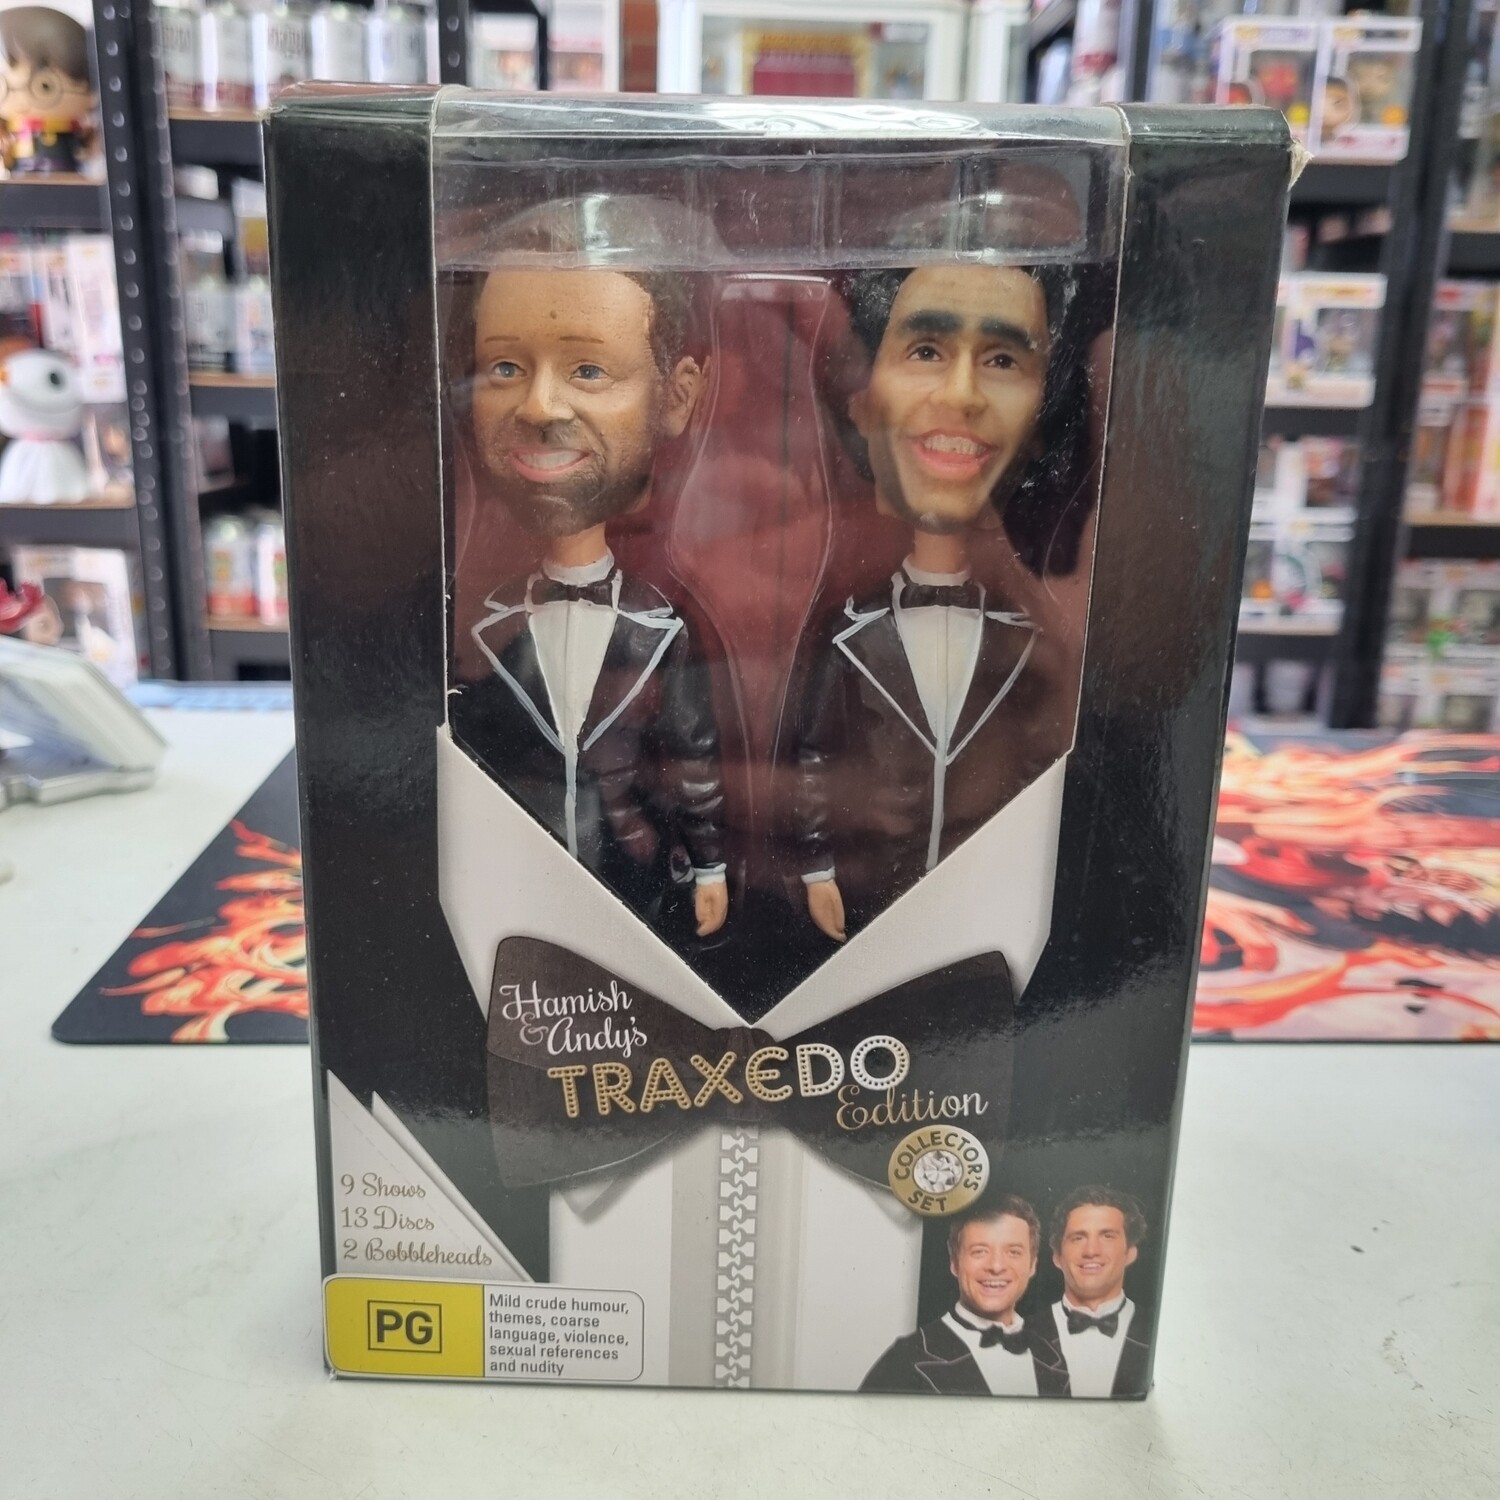 Hamish
& Andy's
TRAXEDO
Edition
COLLECTOR'S
SET
9 Shows
13 Discs
2 Bobbleheads
PG
Mild crude humour,
themes, coarse
language, violence,
sexual references
and nudity